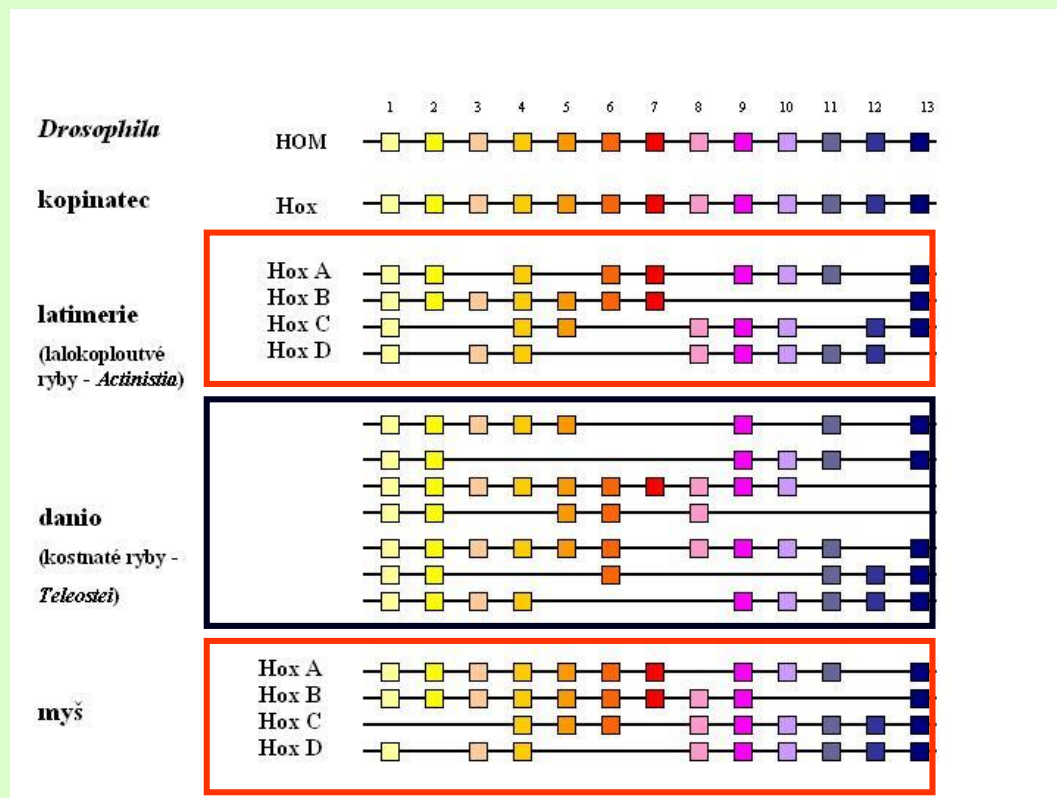 1 2 3 4 5 6 7 8 9 10 11 12 13
Drosophila
HOM
kopinatec
Hox
latimerie
(lalokoploutvé
ryby - Actinistia)
Hox A
Hox B
Hox C
Hox D
danio
(kostnaté ryby -
Teleostei)
myš
Hox A
Hox B
Hox C
Hox D